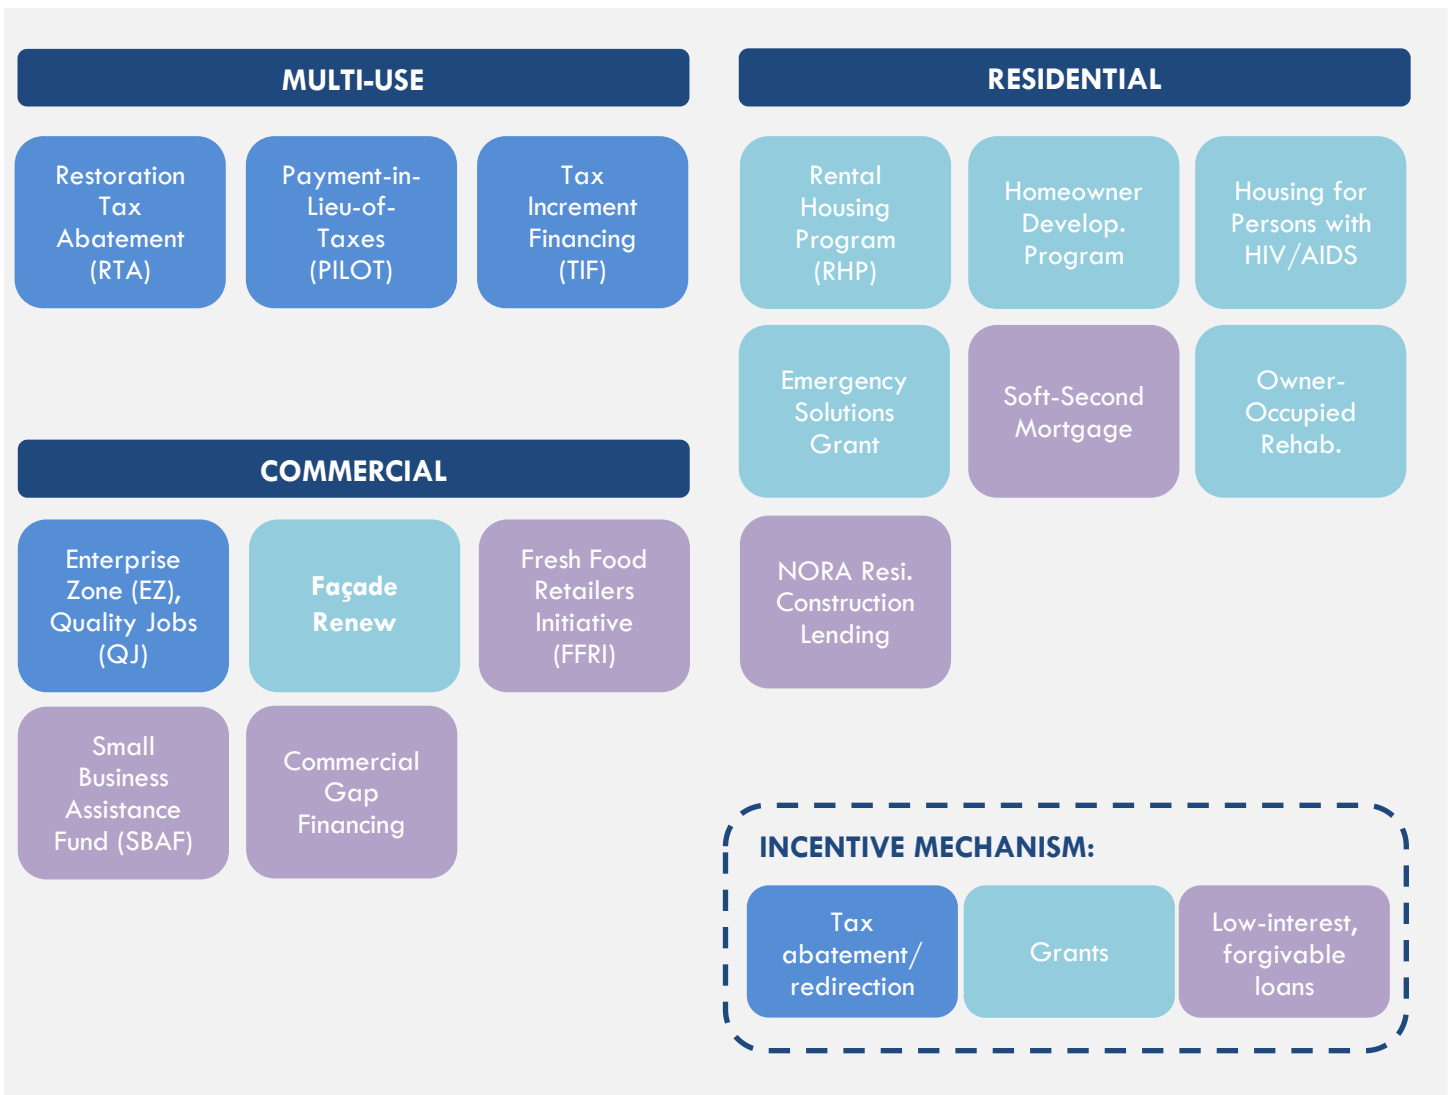 MULTI-USE
Restoration
Tax
Abatement
(RTA)
Payment-in-
Lieu-of-
Taxes
(PILOT)
Tax
Increment
Financing
(TIF)
COMMERCIAL
Enterprise
Zone (EZ),
Quality Jobs
(QJ)
Façade
Renew
Fresh Food
Retailers
Initiative
(FFRI)
Small
Business
Assistance
Fund (SBAF)
Commercial
Gap
Financing
RESIDENTIAL
Rental
Housing
Program
(RHP)
Homeowner
Develop.
Program
Housing for
Persons with
HIV/AIDS
Emergency
Solutions
Grant
Soft-Second
Mortgage
Owner-
Occupied
Rehab.
NORA Resi.
Construction
Lending
INCENTIVE MECHANISM:
Tax
abatement/
redirection
Grants
Low-interest,
forgivable
loans